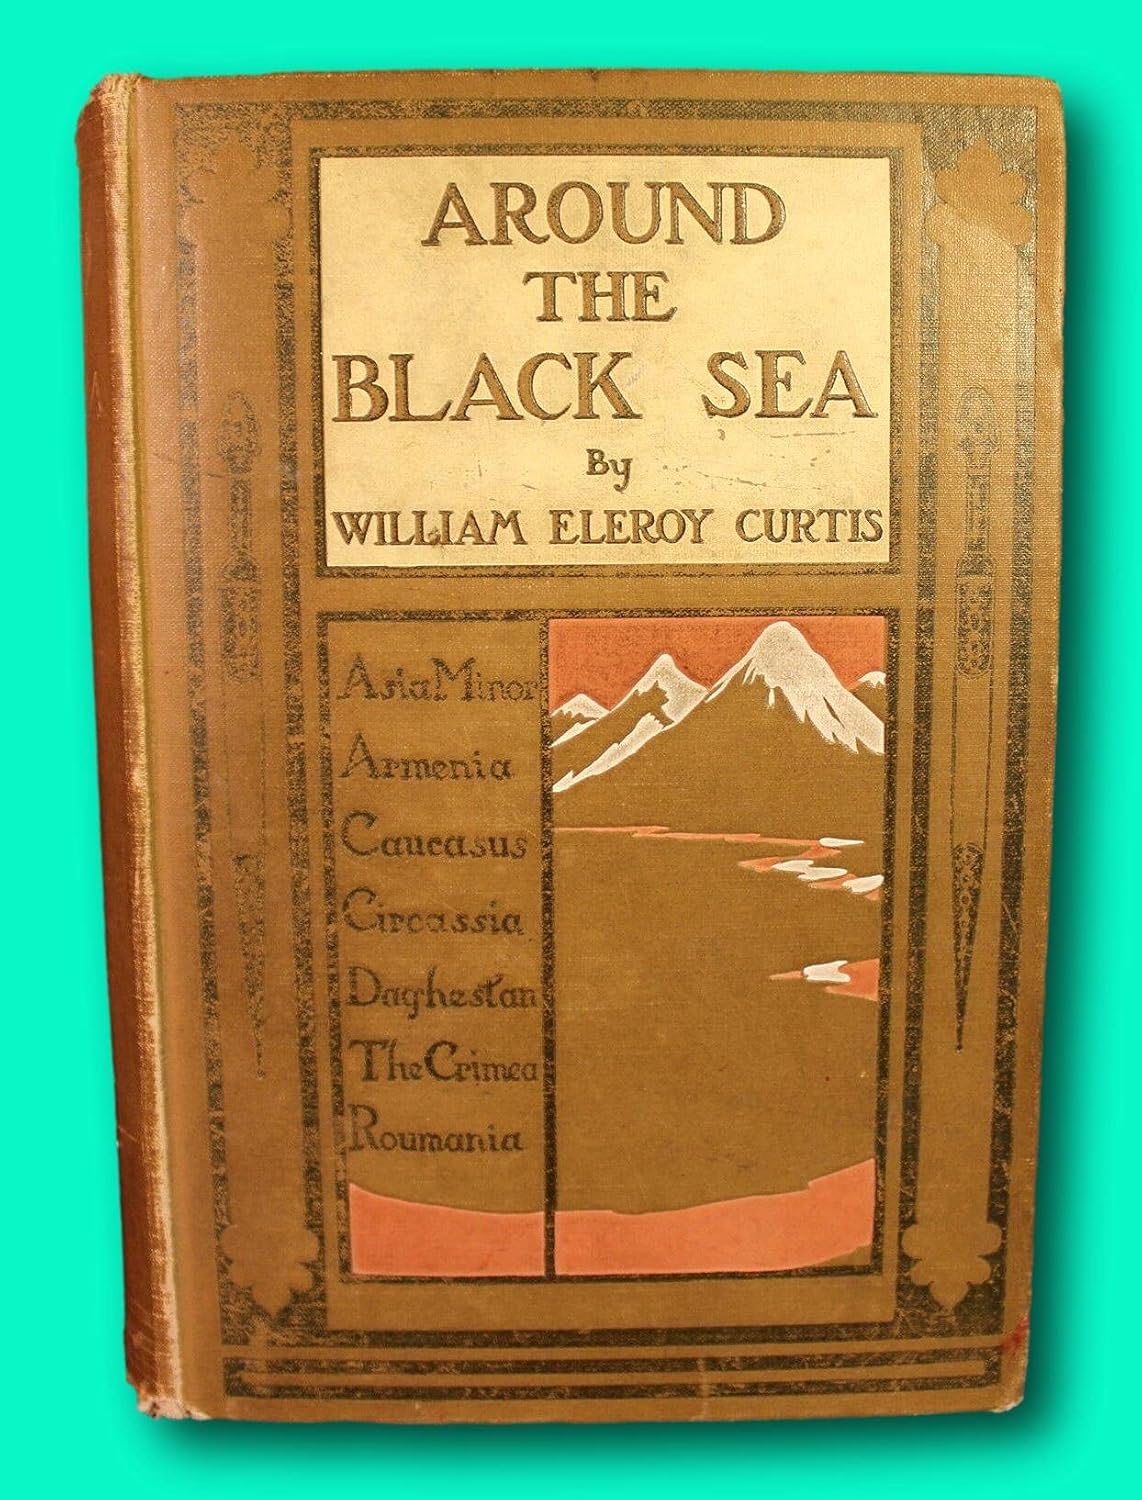 AROUND
THE
BLACK SEA
By
WILLIAM ELEROY CURTIS
Asia Minor
Armenia
Caucasus
Circassia
Daghestan
The Crimea
Roumania